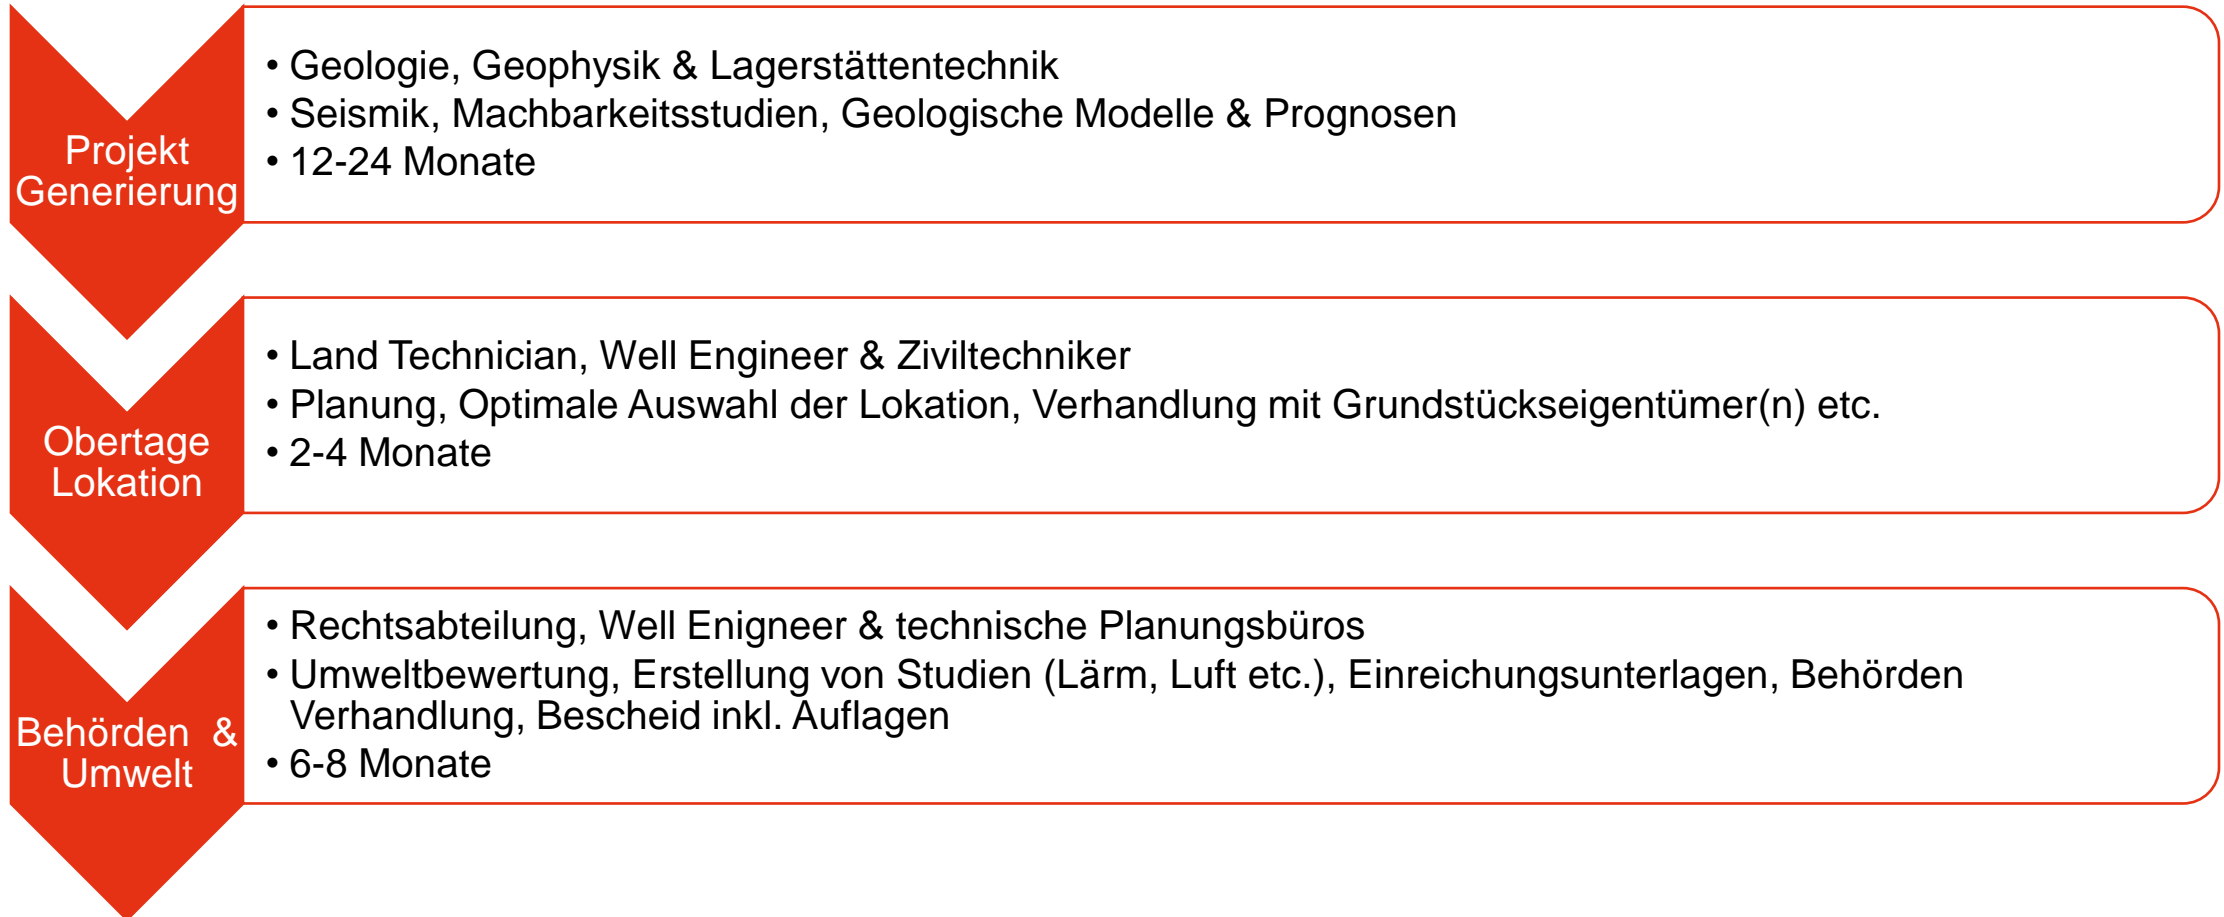 Projekt
Generierung
• Geologie, Geophysik & Lagerstättentechnik
• Seismik, Machbarkeitsstudien, Geologische Modelle & Prognosen
• 12-24 Monate
Obertage
Lokation
• Land Technician, Well Engineer & Ziviltechniker
• Planung, Optimale Auswahl der Lokation, Verhandlung mit Grundstückseigentümer(n) etc.
• 2-4 Monate
Behörden &
Umwelt
• Rechtsabteilung, Well Enigneer & technische Planungsbüros
• Umweltbewertung, Erstellung von Studien (Lärm, Luft etc.), Einreichungsunterlagen, Behörden
Verhandlung, Bescheid inkl. Auflagen
• 6-8 Monate